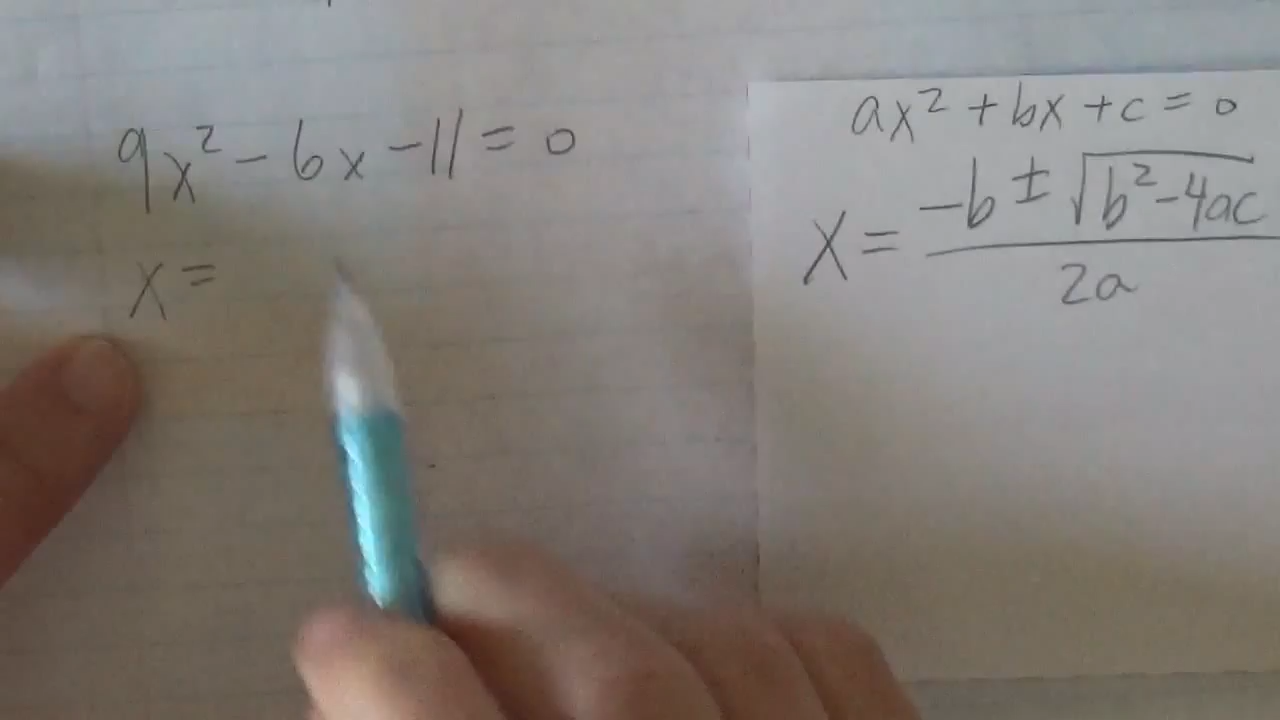 9x² - 6x - 11 = 0
x =
ax² + bx + c = 0
x = -b ± √b² - 4ac
2a